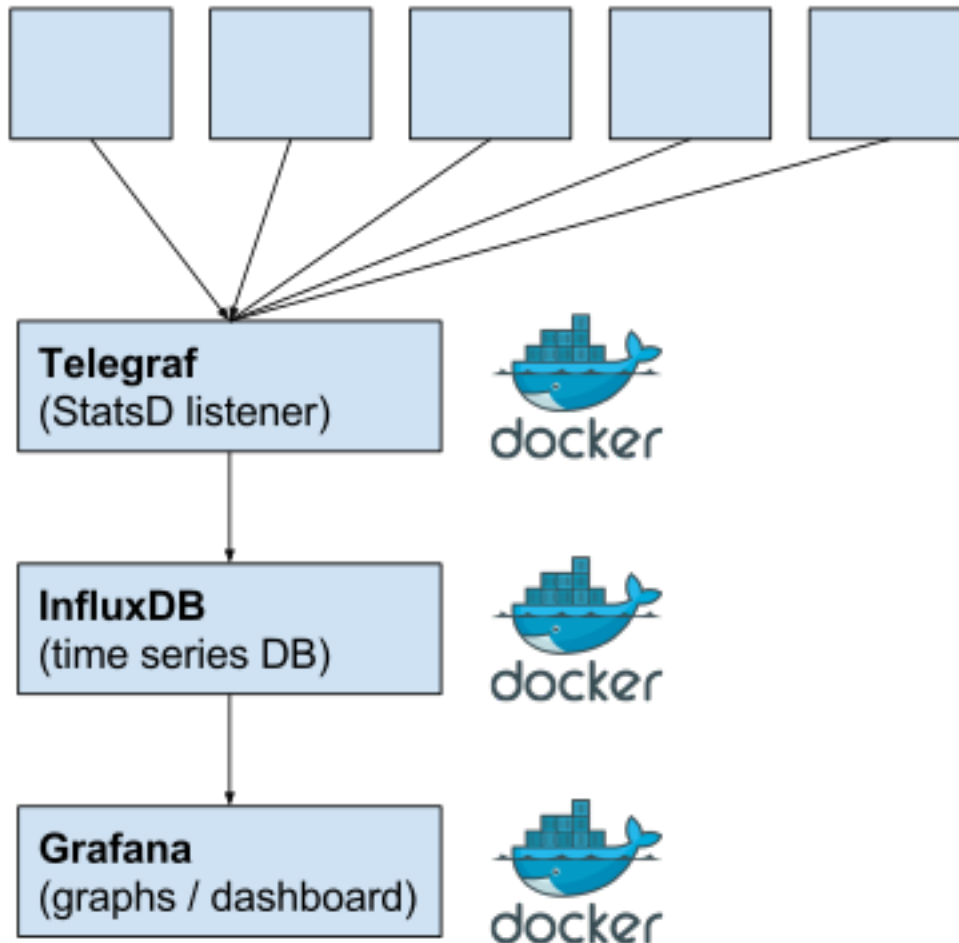 Telegraf
(StatsD listener)
docker
InfluxDB
(time series DB)
docker
Grafana
(graphs / dashboard)
docker